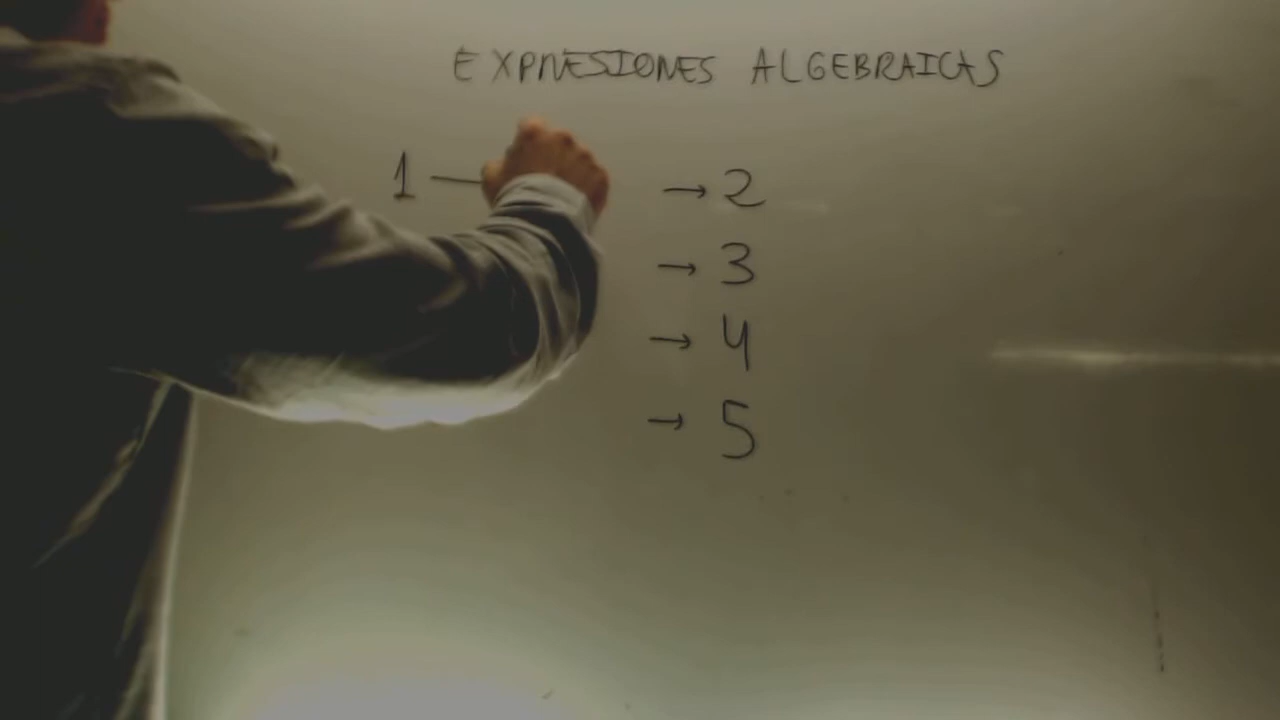 EXPRESIONES ALGEBRAICAS
1 → 2
→ 3
→ 4
→ 5